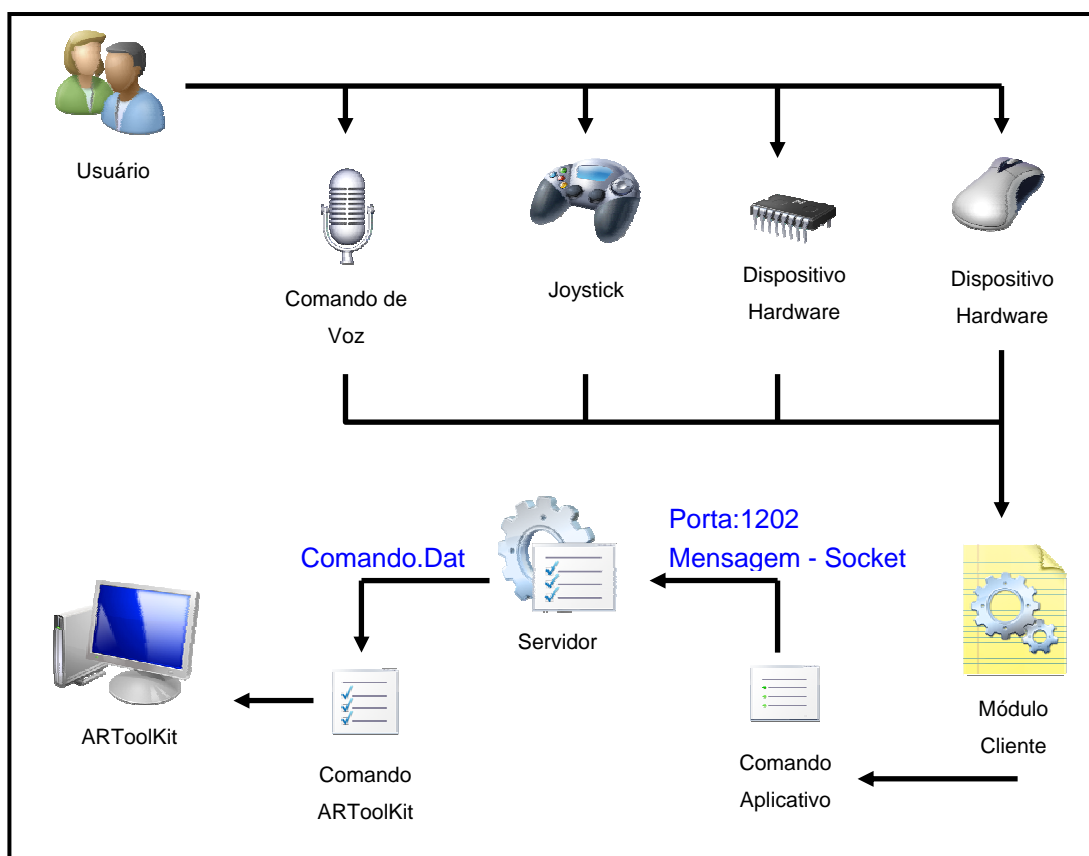 Usuário
Comando de
Voz
Joystick
Dispositivo
Hardware
Dispositivo
Hardware
Porta:1202
Mensagem - Socket
Comando.Dat
Servidor
Módulo
Cliente
ARToolKit
Comando
ARToolKit
Comando
Aplicativo